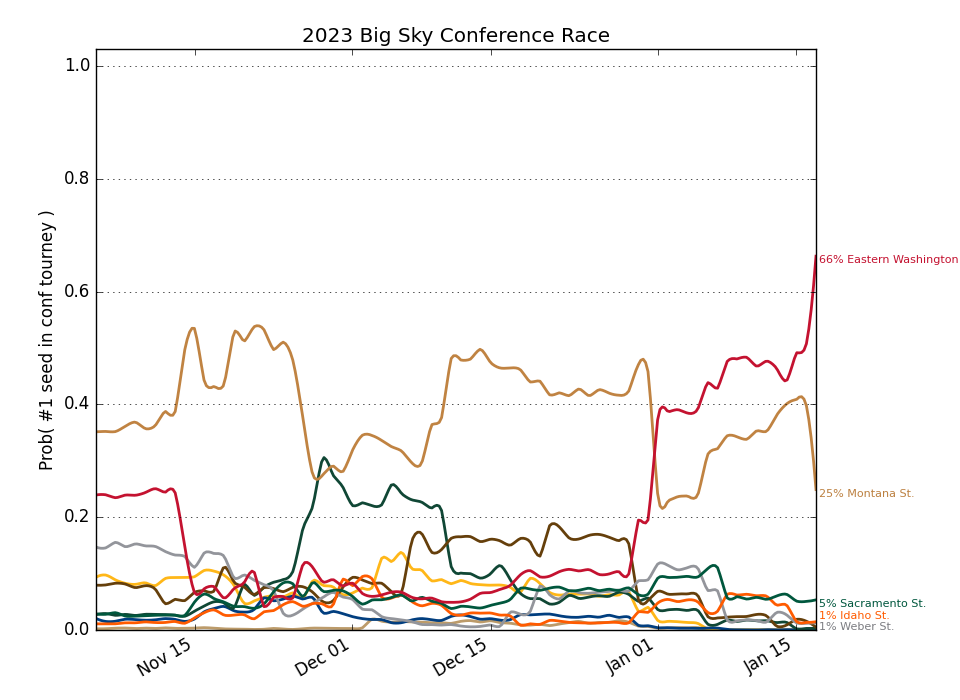 2023 Big Sky Conference Race
Prob( #1 seed in conf tourney )
1.0
0.8
0.6
0.4
0.2
0.0
66% Eastern Washington
25% Montana St.
5% Sacramento St.
1% Idaho St.
1% Weber St.
Nov 15
Dec 01
Dec 15
Jan 01
Jan 15